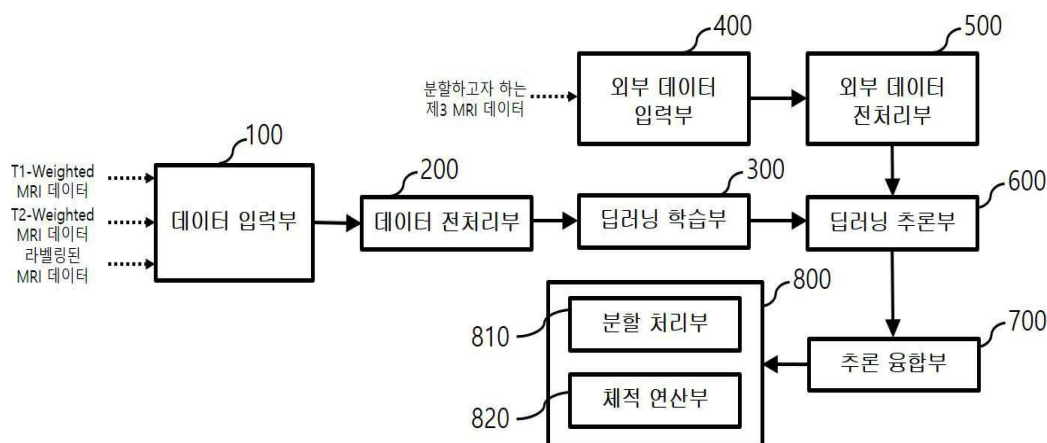 400
500
분할하고자 하는
제3 MRI 데이터
외부 데이터
입력부
외부 데이터
전처리부
100
200
300
600
T1-Weighted
MRI 데이터
T2-Weighted
MRI 데이터
라벨링된
MRI 데이터
데이터 입력부
데이터 전처리부
딥러닝 학습부
딥러닝 추론부
800
810
분할 처리부
700
추론 융합부
820
체적 연산부